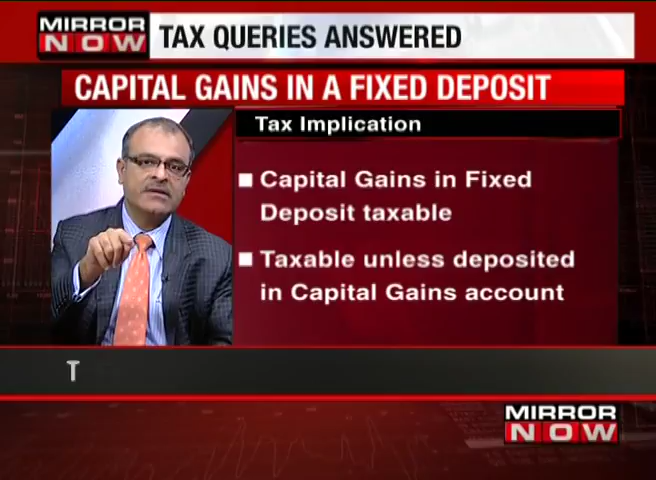 MIRROR
NOW
TAX QUERIES ANSWERED
CAPITAL GAINS IN A FIXED DEPOSIT
Tax Implication
Capital Gains in Fixed
Deposit taxable
Taxable unless deposited
in Capital Gains account
T
MIRROR
NOW